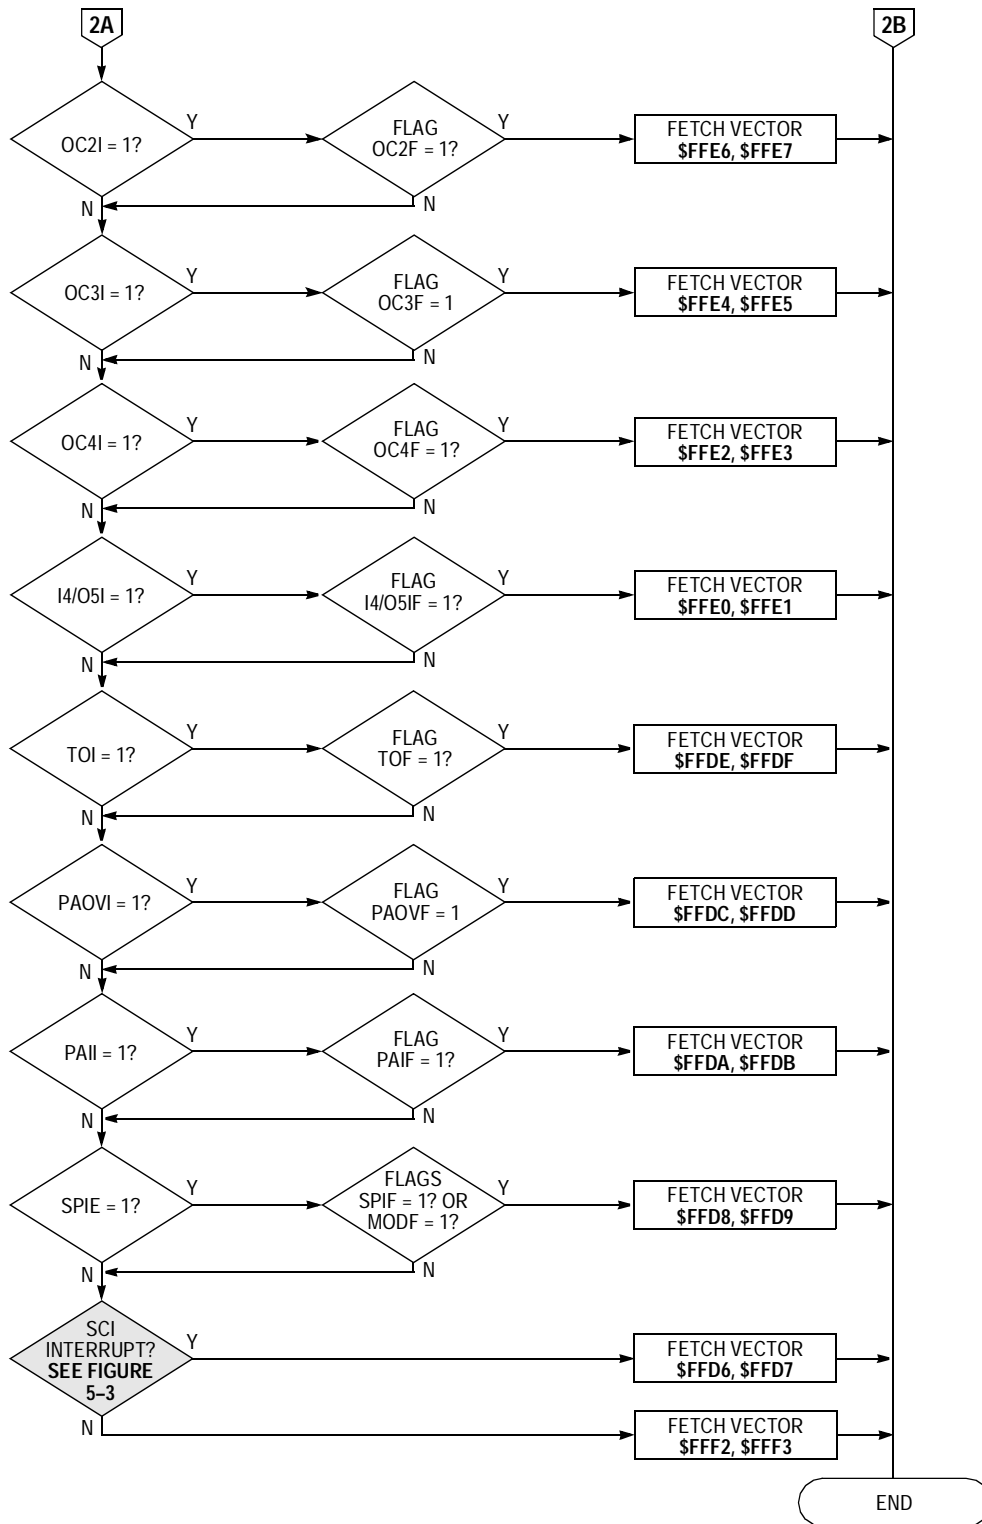 2A
2B
OC2I = 1?
Y
FLAG
OC2F = 1?
Y
FETCH VECTOR
$FFE6, $FFE7
N
N
OC3I = 1?
Y
FLAG
OC3F = 1
Y
FETCH VECTOR
$FFE4, $FFE5
N
N
OC4I = 1?
Y
FLAG
OC4F = 1?
Y
FETCH VECTOR
$FFE2, $FFE3
N
N
I4/O5I = 1?
Y
FLAG
I4/O5IF = 1?
Y
FETCH VECTOR
$FFE0, $FFE1
N
N
TOI = 1?
Y
FLAG
TOF = 1?
Y
FETCH VECTOR
$FFDE, $FFDF
N
N
PAOVI = 1?
Y
FLAG
PAOVF = 1
Y
FETCH VECTOR
$FFDC, $FFDD
N
N
PAII = 1?
Y
FLAG
PAIF = 1?
Y
FETCH VECTOR
$FFDA, $FFDB
N
N
SPIE = 1?
Y
FLAGS
SPIF = 1? OR
MODF = 1?
Y
FETCH VECTOR
$FFD8, $FFD9
N
N
SCI
INTERRUPT?
SEE FIGURE
5–3
Y
FETCH VECTOR
$FFD6, $FFD7
N
FETCH VECTOR
$FFF2, $FFF3
END